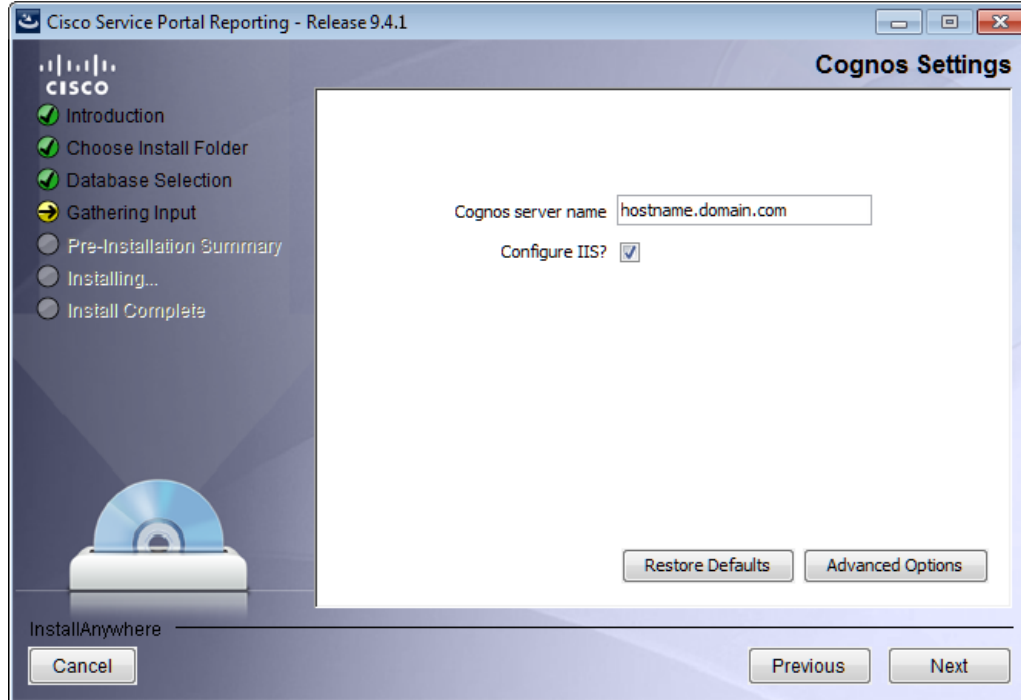 Cisco Service Portal Reporting - Release 9.4.1
CISCO
Cognos Settings
Introduction
Choose Install Folder
Database Selection
Gathering Input
Pre-Installation Summary
Installing...
Install Complete
Cognos server name hostname.domain.com
Configure IIS?
Restore Defaults Advanced Options
InstallAnywhere
Cancel Previous Next